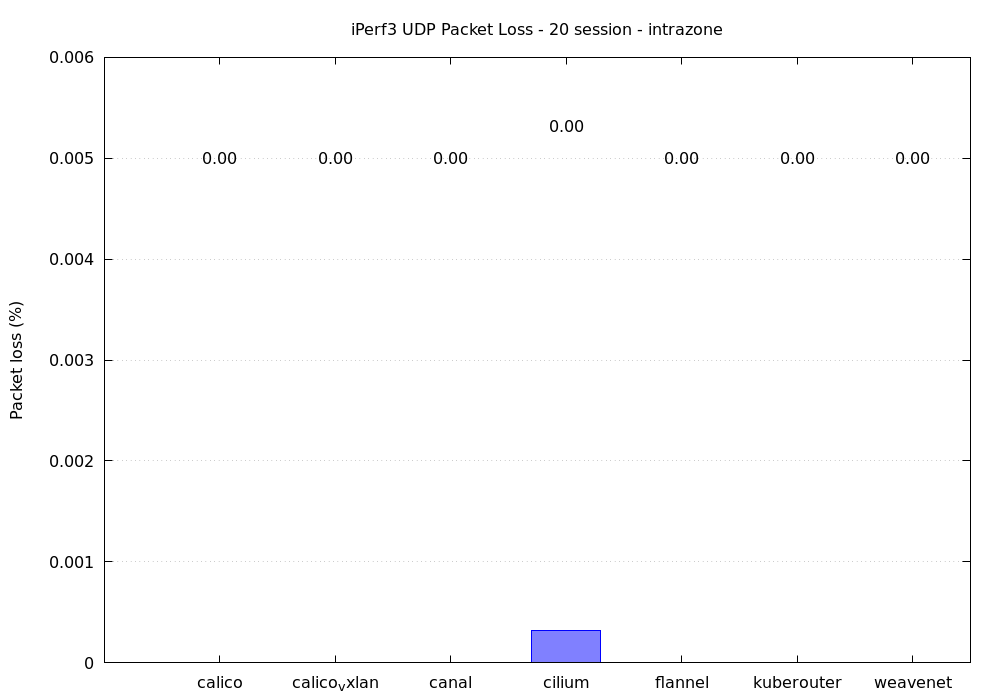 iPerf3 UDP Packet Loss - 20 session - intrazone
Packet loss (%)
0.006
0.005
0.004
0.003
0.002
0.001
0
0.00 0.00 0.00 0.00 0.00 0.00 0.00
calico calicovxlan canal cilium flannel kuberouter weavenet